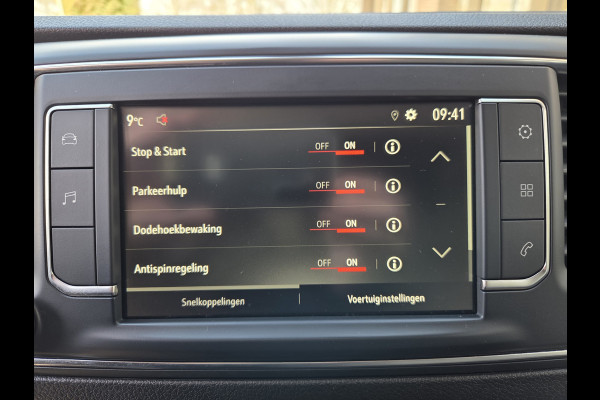 9°C 09:41
Stop & Start OFF ON
Parkeerhulp OFF ON
Dodehoekbewaking OFF ON
Antispinregeling OFF ON
Snelkoppelingen Voertuiginstellingen